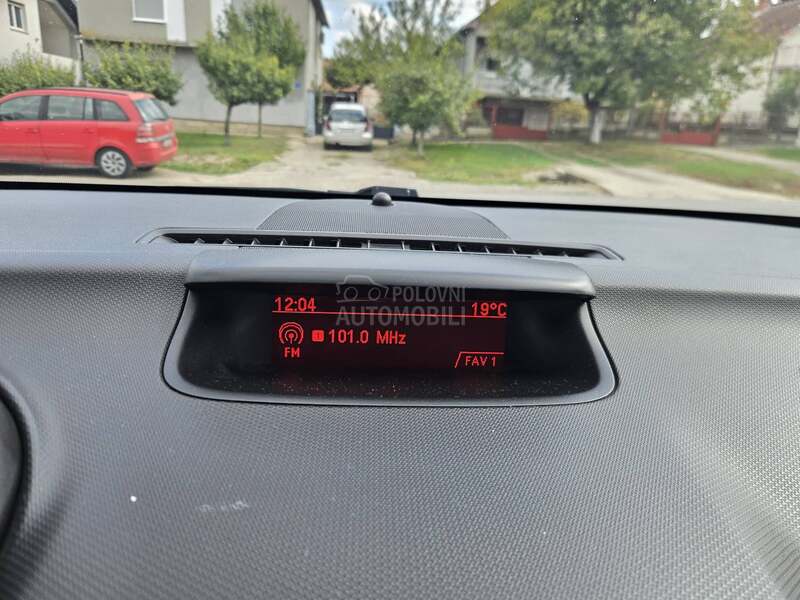 12:04 19°C
POLOVNI
AUTOMOBILI
101.0 MHz
FM
FAV 1